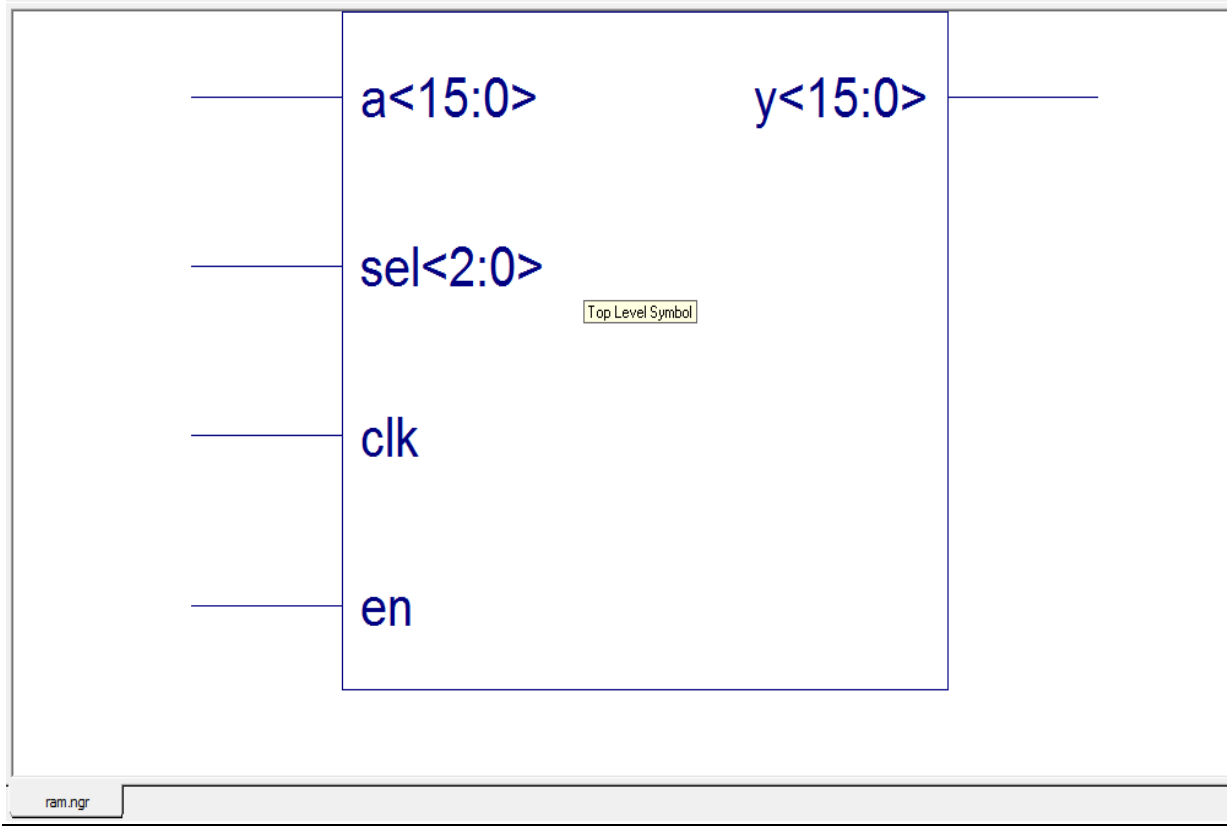 a<15:0> y<15:0>
sel<2:0>
Top Level Symbol
clk
en
ram.ngr